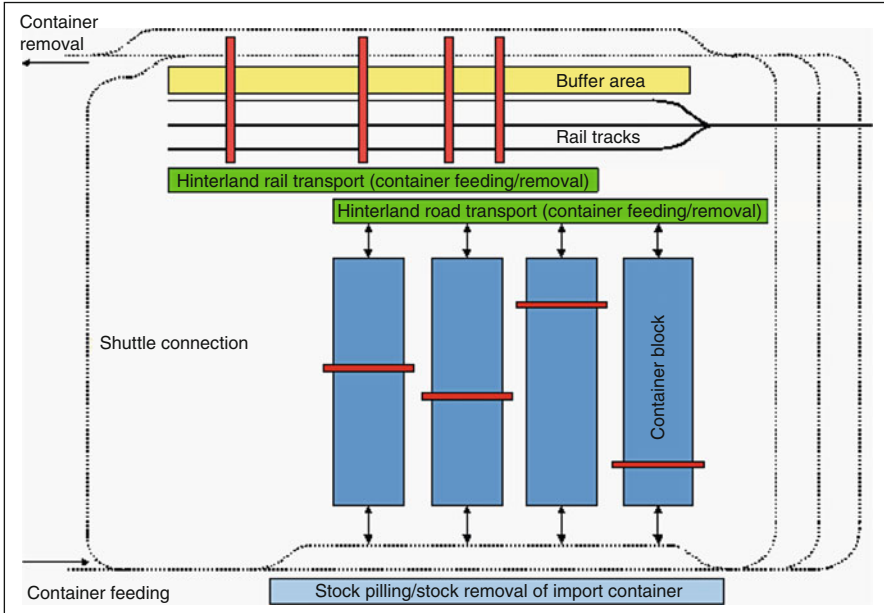 Container
removal
Buffer area
Rail tracks
Hinterland rail transport (container feeding/removal)
Hinterland road transport (container feeding/removal)
Shuttle connection
Container block
Container feeding
Stock pilling/stock removal of import container